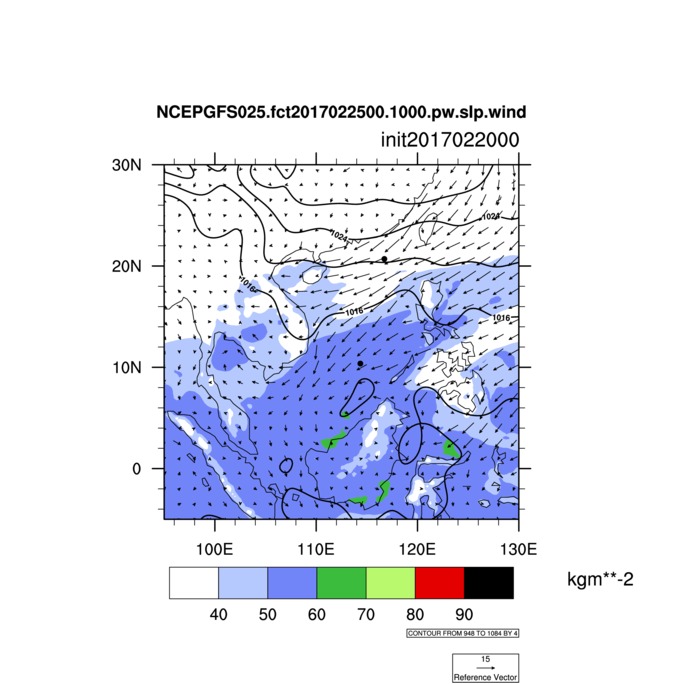 NCEPGFS025.fct2017022500.1000.pw.slp.wind
init2017022000
30N
1024
1024
20N
1016
1016
1016
10N
0
100E 110E 120E 130E
kgm**-2
40 50 60 70 80 90
CONTOUR FROM 948 TO 1084 BY 4
15
Reference Vector